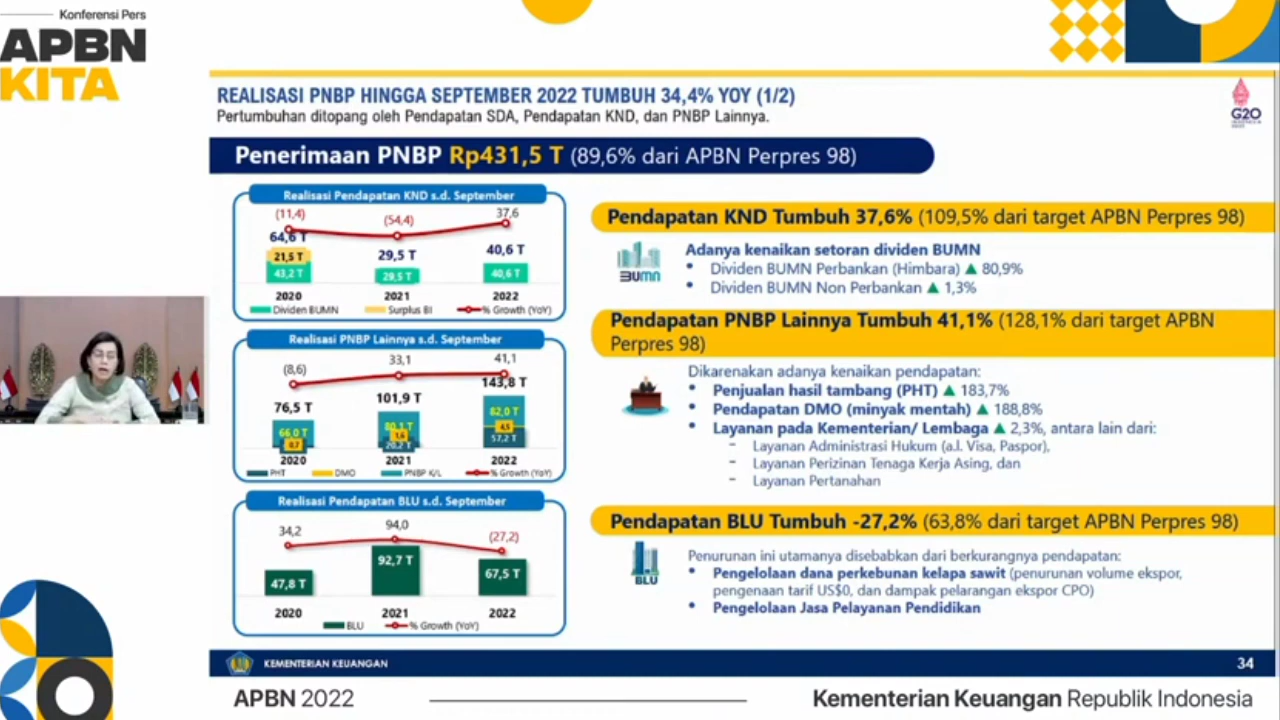 Konferensi Pers
APBN
KITA
REALISASI PNBP HINGGA SEPTEMBER 2022 TUMBUH 34,4% YOY (1/2)
Pertumbuhan ditopang oleh Pendapatan SDA, Pendapatan KND, dan PNBP Lainnya.
G20
Penerimaan PNBP Rp431,5 T (89,6% dari APBN Perpres 98)
Realisasi Pendapatan KND s.d. September
(11,4)
(54,4)
37,6
64,6 T
29,5 T
40,6 T
21,5 T
43,2 T
29,5 T
40,6 T
2020
2021
2022
Dividen BUMN
Surplus BI
% Growth (YoY)
Realisasi PNBP Lainnya s.d. September
(8,6)
33,1
41,1
76,5 T
101,9 T
143,8 T
66,0 T
0,7
80,1 T
1,6
20,2 T
82,0 T
4,5
57,2 T
2020
2021
2022
PHT
DMO
PNBP K/L
% Growth (YoY)
Realisasi Pendapatan BLU s.d. September
34,2
94,0
(27,2)
47,8 T
92,7 T
67,5 T
2020
2021
2022
BLU
% Growth (YoY)
Pendapatan KND Tumbuh 37,6% (109,5% dari target APBN Perpres 98)
BUMN
Adanya kenaikan setoran dividen BUMN
• Dividen BUMN Perbankan (Himbara) ▲ 80,9%
• Dividen BUMN Non Perbankan ▲ 1,3%
Pendapatan PNBP Lainnya Tumbuh 41,1% (128,1% dari target APBN
Perpres 98)
Dikarenakan adanya kenaikan pendapatan:
• Penjualan hasil tambang (PHT) ▲ 183,7%
• Pendapatan DMO (minyak mentah) ▲ 188,8%
• Layanan pada Kementerian/ Lembaga ▲ 2,3%, antara lain dari:
- Layanan Administrasi Hukum (a.l. Visa, Paspor),
- Layanan Perizinan Tenaga Kerja Asing, dan
- Layanan Pertanahan
Pendapatan BLU Tumbuh -27,2% (63,8% dari target APBN Perpres 98)
BLU
Penurunan ini utamanya disebabkan dari berkurangnya pendapatan:
• Pengelolaan dana perkebunan kelapa sawit (penurunan volume ekspor,
pengenaan tarif US$0, dan dampak pelarangan ekspor CPO)
• Pengelolaan Jasa Pelayanan Pendidikan
KEMENTERIAN KEUANGAN
34
APBN 2022
Kementerian Keuangan Republik Indonesia